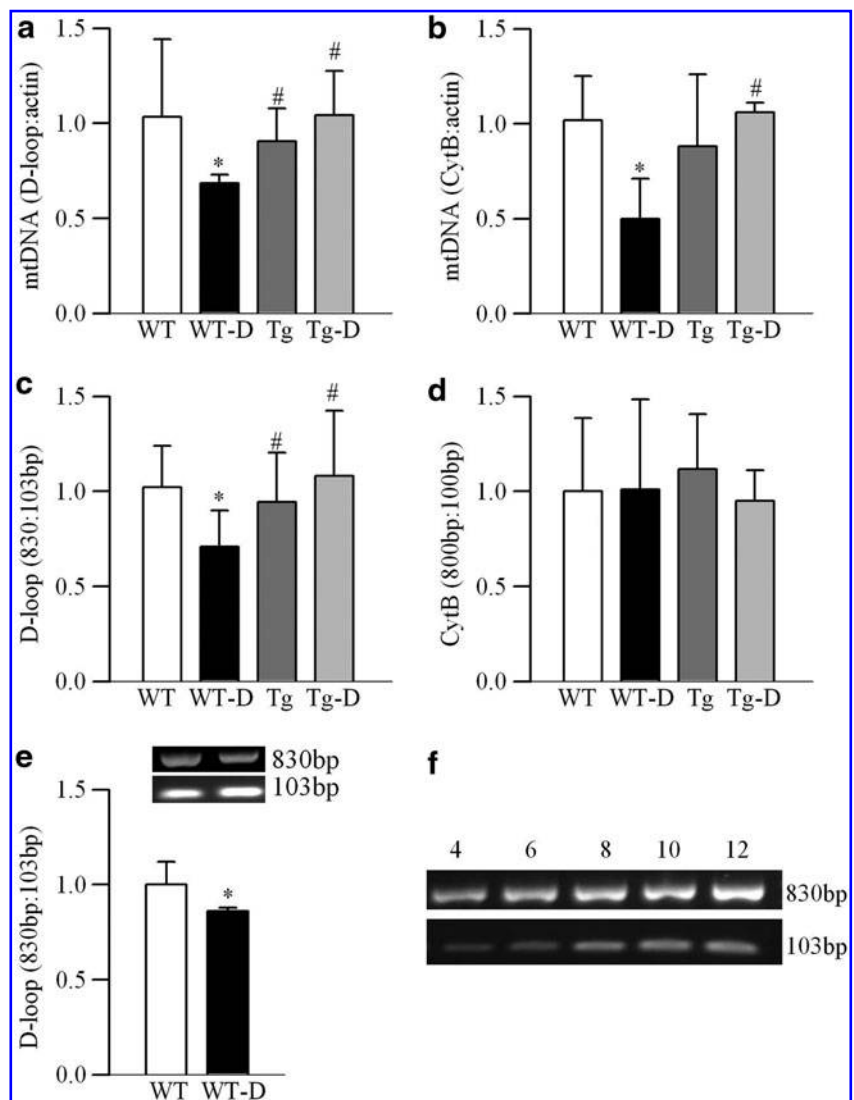 a
mtDNA (D-loop:actin)
1.5
1.0
0.5
0.0
*
#
#
WT WT-D Tg Tg-D
b
mtDNA (CytB:actin)
1.5
1.0
0.5
0.0
*
#
WT WT-D Tg Tg-D
c
D-loop (830:103bp)
1.5
1.0
0.5
0.0
*
#
#
WT WT-D Tg Tg-D
d
CytB (800bp:100bp)
1.5
1.0
0.5
0.0
WT WT-D Tg Tg-D
e
830bp
103bp
D-loop (830bp:103bp)
1.5
1.0
0.5
0.0
*
WT WT-D
f
4 6 8 10 12
830bp
103bp